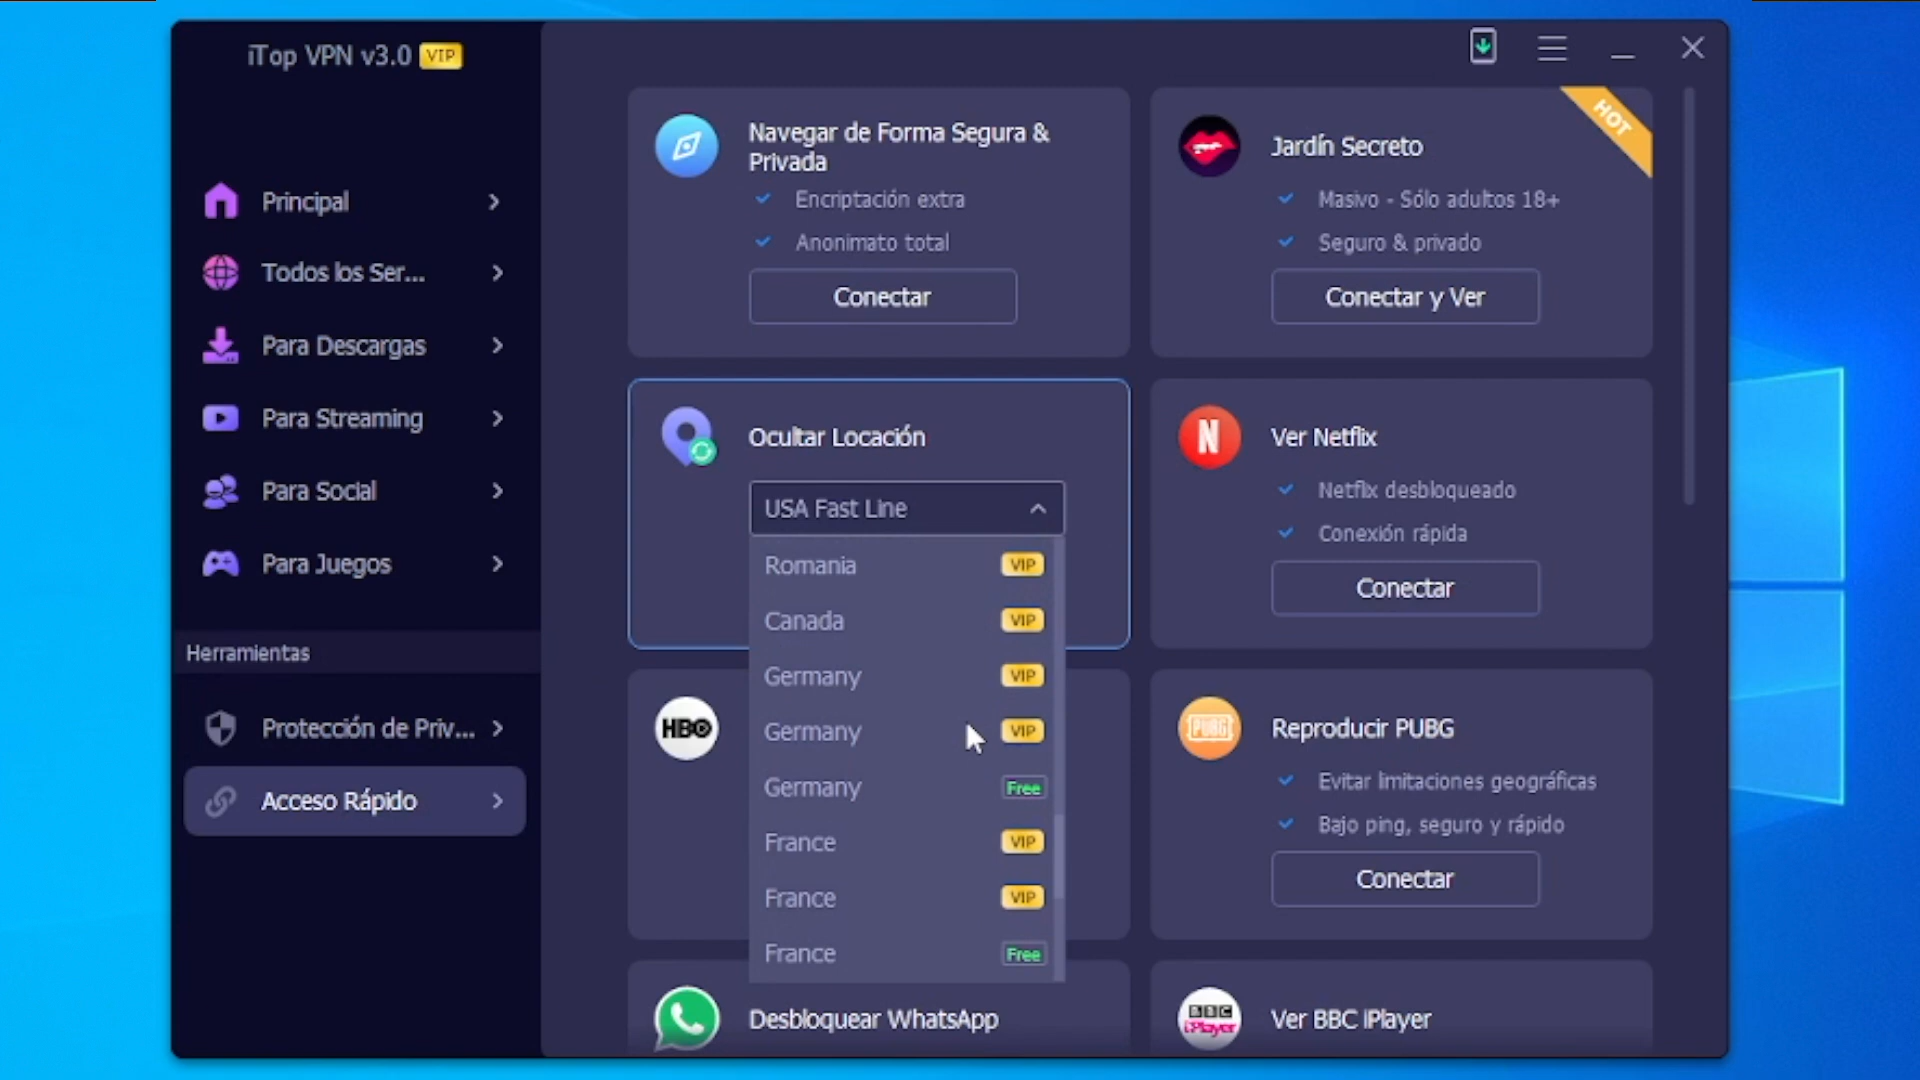 iTop VPN v3.0 VIP
Principal
Todos los Ser...
Para Descargas
Para Streaming
Para Social
Para Juegos
Herramientas
Protección de Priv...
Acceso Rápido
Navegar de Forma Segura &
Privada
Encriptación extra
Anonimato total
Conectar
HOT
Jardín Secreto
Masivo - Sólo adultos 18+
Seguro & privado
Conectar y Ver
Ocultar Locación
USA Fast Line
Romania VIP
Canada VIP
Germany VIP
Germany VIP
Germany Free
France VIP
France VIP
France Free
N
Ver Netflix
Netflix desbloqueado
Conexión rápida
Conectar
HBO
PUBG
Reproducir PUBG
Evitar limitaciones geográficas
Bajo ping, seguro y rápido
Conectar
Desbloquear WhatsApp
BBC
iPlayer
Ver BBC iPlayer